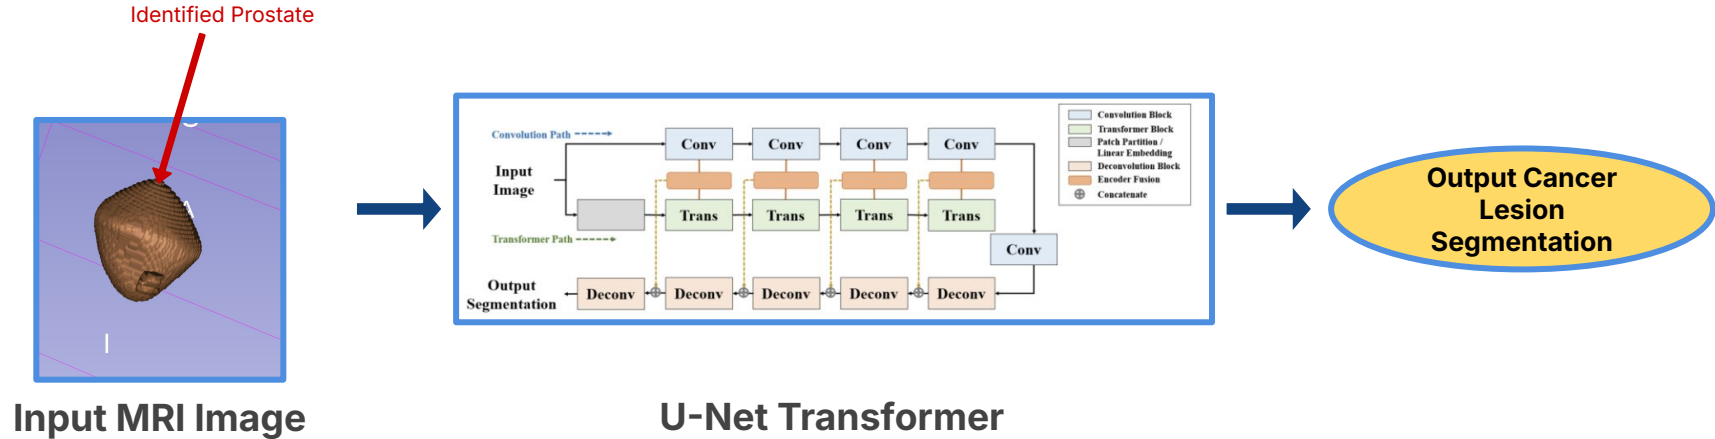 Identified Prostate
A
I
Input MRI Image
Convolution Path
Input
Image
Transformer Path
Conv
Conv
Conv
Conv
Trans
Trans
Trans
Trans
Conv
Output
Segmentation
Deconv
Deconv
Deconv
Deconv
Deconv
Convolution Block
Transformer Block
Patch Partition /
Linear Embedding
Deconvolution Block
Encoder Fusion
Concatenate
U-Net Transformer
Output Cancer
Lesion
Segmentation